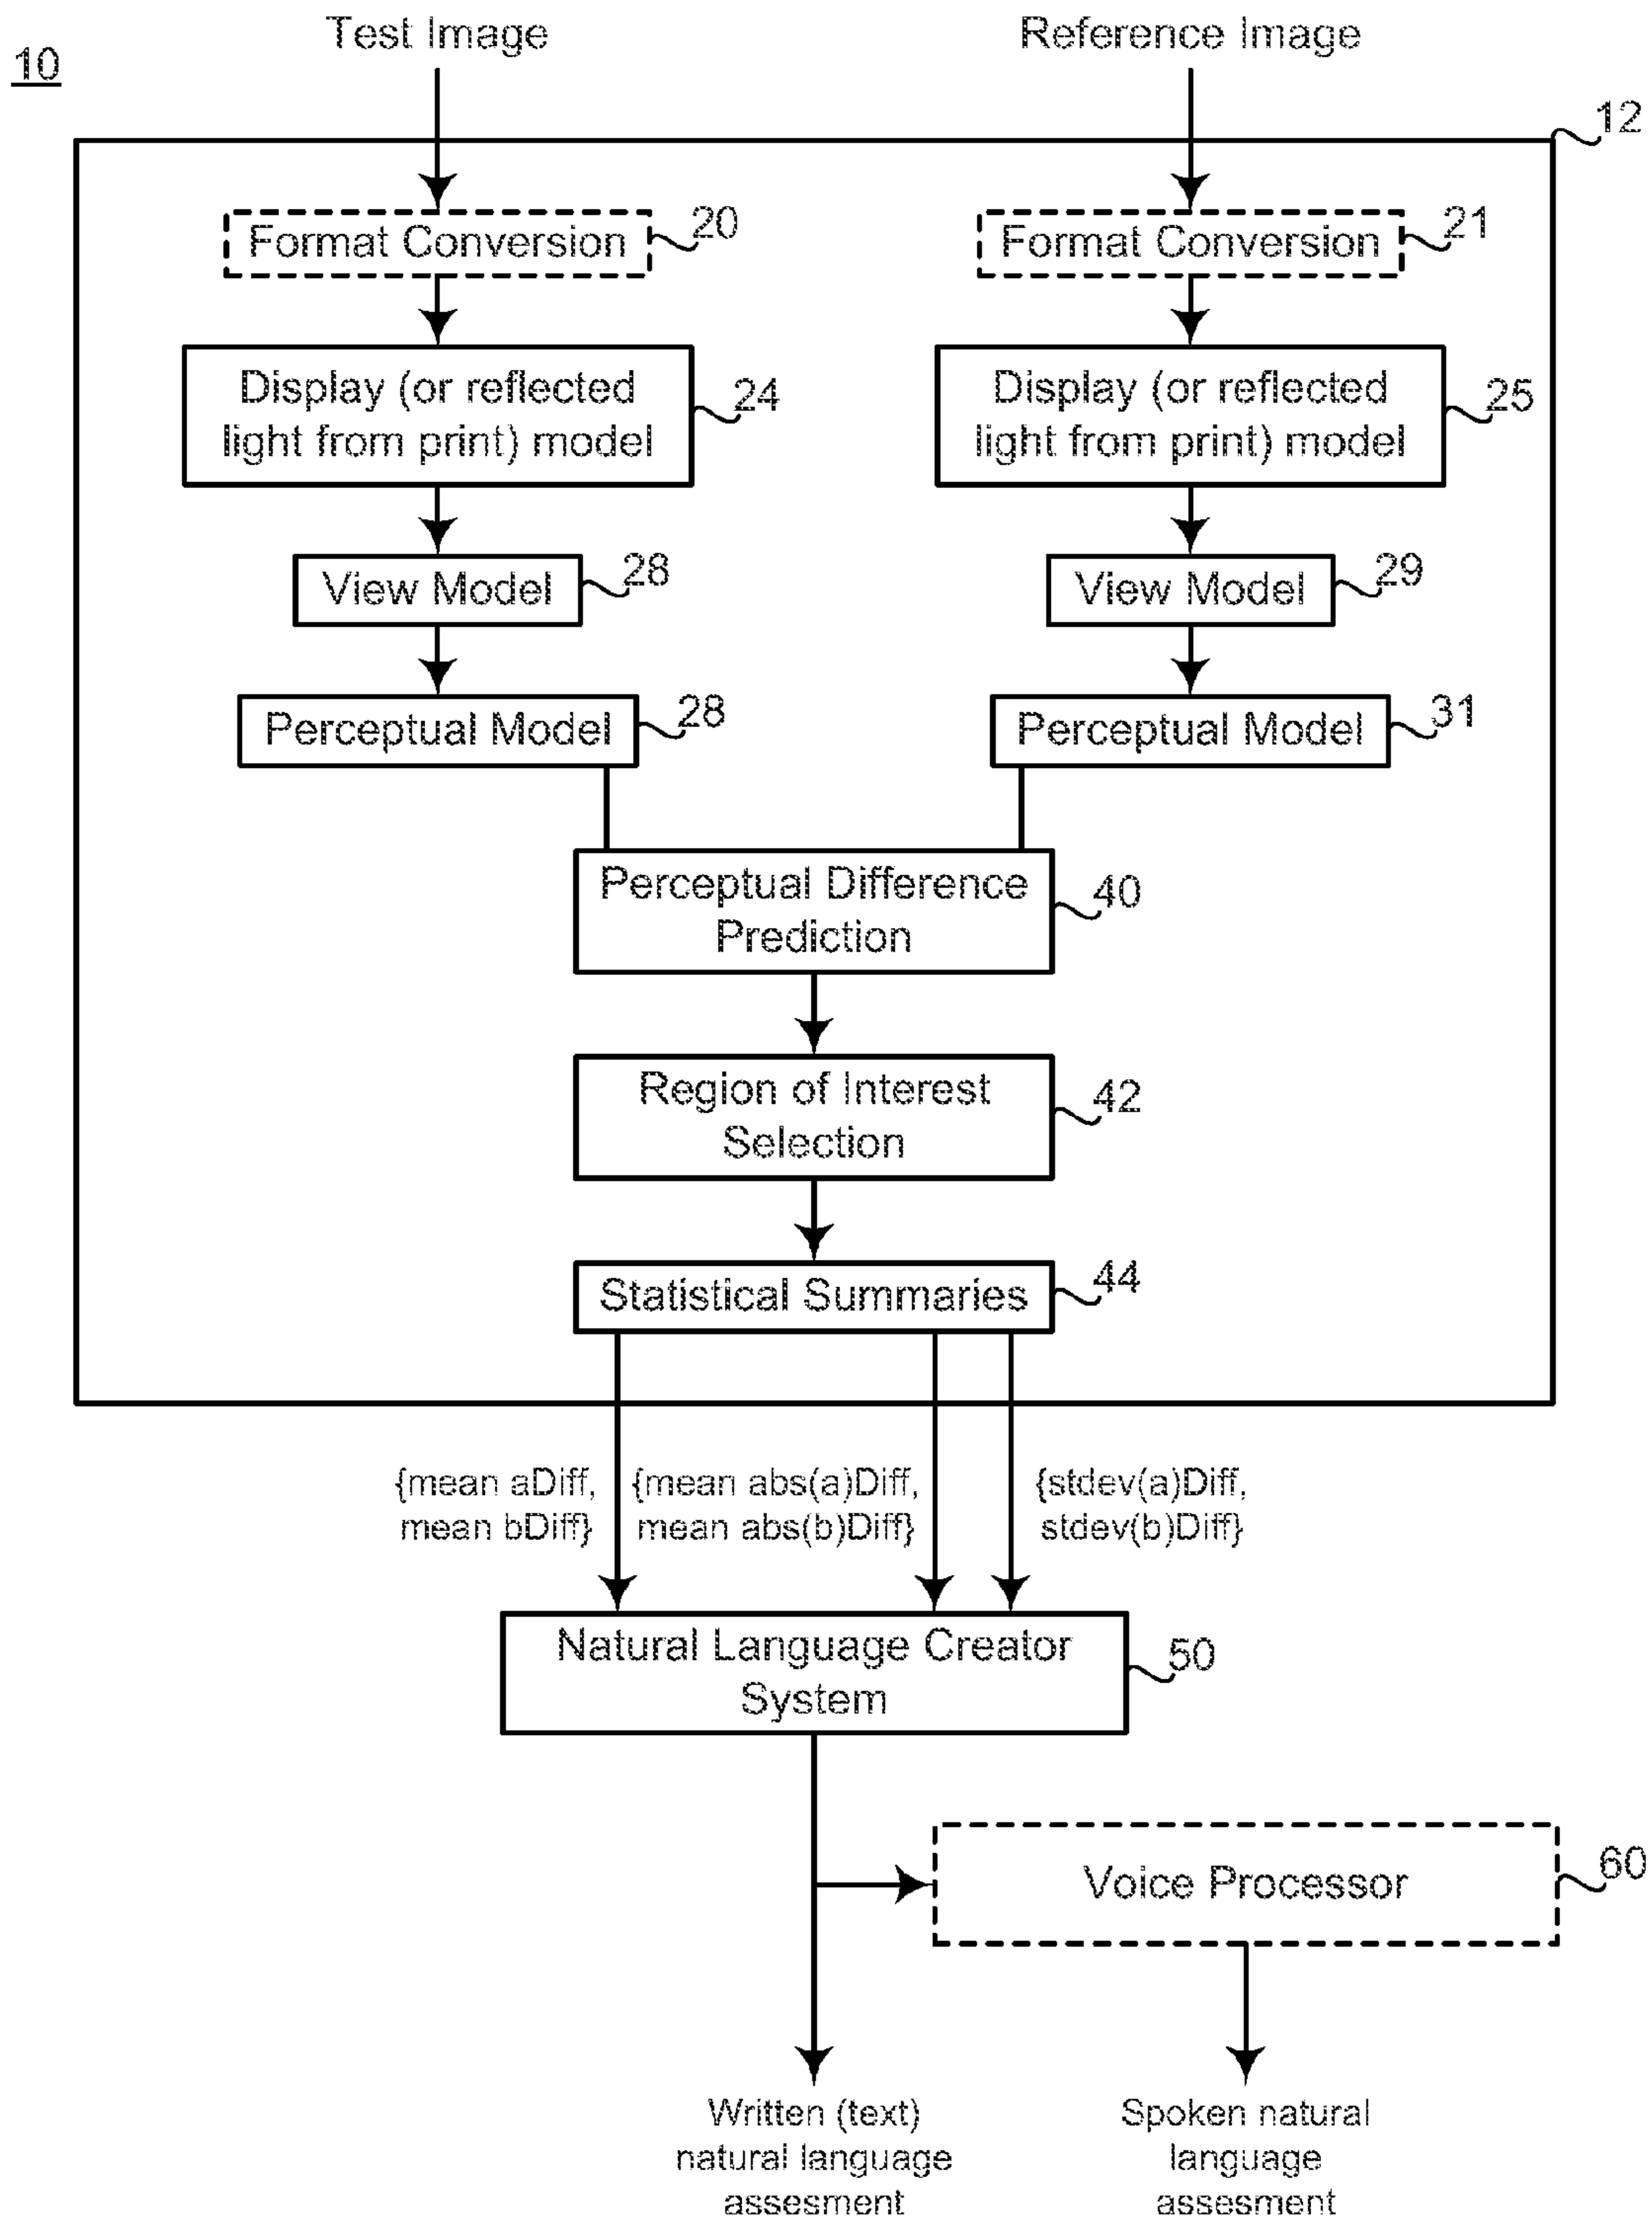 Test Image
Reference Image
10
12
Format Conversion
20
Format Conversion
21
Display (or reflected
light from print) model
24
Display (or reflected
light from print) model
25
View Model
28
View Model
29
Perceptual Model
28
Perceptual Model
31
Perceptual Difference
Prediction
40
Region of Interest
Selection
42
Statistical Summaries
44
{mean aDiff,
mean bDiff}
{mean abs(a)Diff,
mean abs(b)Diff}
{stdev(a)Diff,
stdev(b)Diff}
Natural Language Creator
System
50
Voice Processor
60
Written (text)
natural language
assesment
Spoken natural
language
assesment